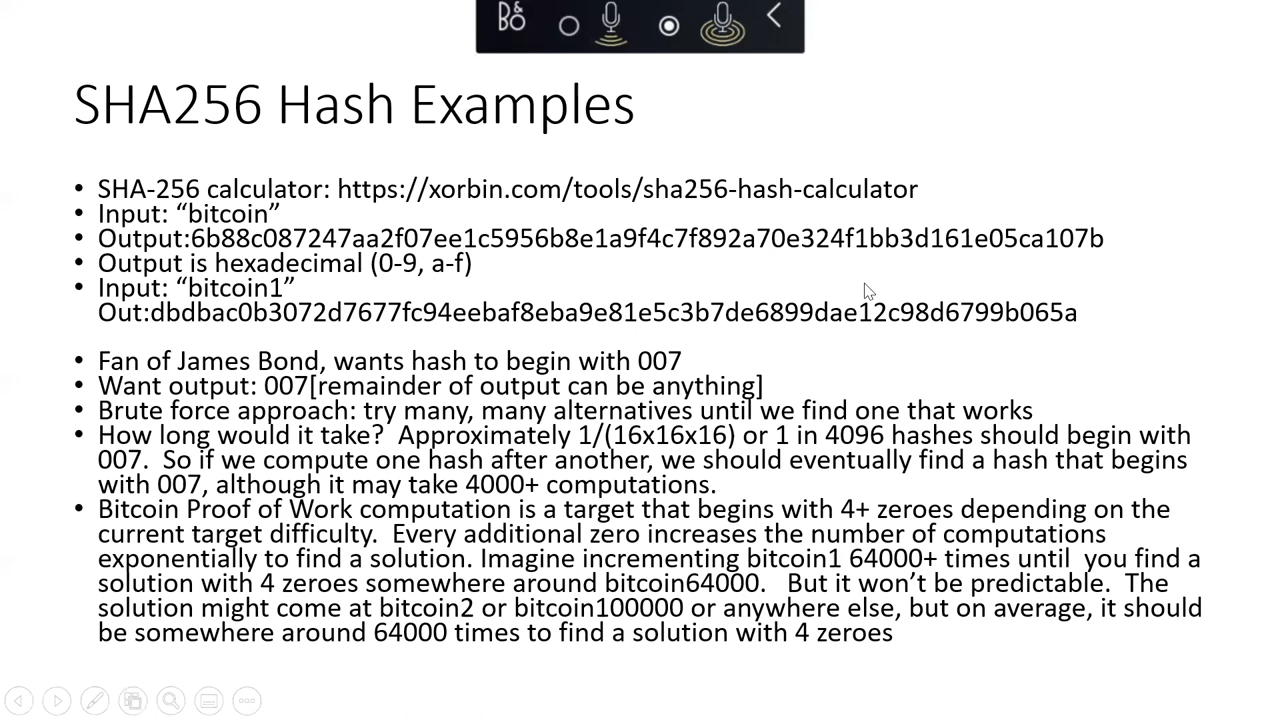 B&O
SHA256 Hash Examples
• SHA-256 calculator: https://xorbin.com/tools/sha256-hash-calculator
• Input: “bitcoin”
• Output:6b88c087247aa2f07ee1c5956b8e1a9f4c7f892a70e324f1bb3d161e05ca107b
• Output is hexadecimal (0-9, a-f)
• Input: “bitcoin1”
Out:dbdbac0b3072d7677fc94eebaf8eba9e81e5c3b7de6899dae12c98d6799b065a
• Fan of James Bond, wants hash to begin with 007
• Want output: 007[remainder of output can be anything]
• Brute force approach: try many, many alternatives until we find one that works
• How long would it take?  Approximately 1/(16x16x16) or 1 in 4096 hashes should begin with
007.  So if we compute one hash after another, we should eventually find a hash that begins
with 007, although it may take 4000+ computations.
• Bitcoin Proof of Work computation is a target that begins with 4+ zeroes depending on the
current target difficulty.  Every additional zero increases the number of computations
exponentially to find a solution. Imagine incrementing bitcoin1 64000+ times until  you find a
solution with 4 zeroes somewhere around bitcoin64000.   But it won’t be predictable.  The
solution might come at bitcoin2 or bitcoin100000 or anywhere else, but on average, it should
be somewhere around 64000 times to find a solution with 4 zeroes